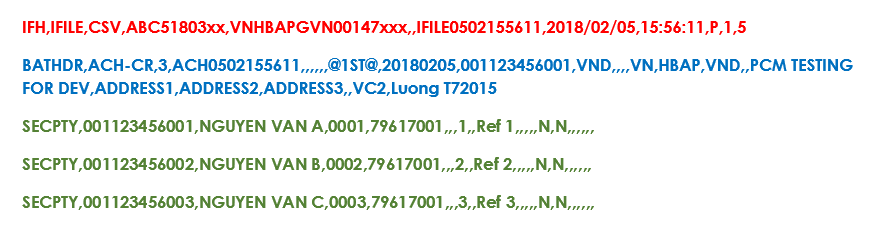 IFH,IFILE,CSV,ABC51803xx,VNHBAPGVN00147xxx,,IFILE0502155611,2018/02/05,15:56:11,P,1,5
BATHDR,ACH-CR,3,ACH0502155611,,,,,,@1ST@,20180205,001123456001,VND,,,,VN,HBAP,VND,,PCM TESTING
FOR DEV,ADDRESS1,ADDRESS2,ADDRESS3,,VC2,Luong T72015
SECPTY,001123456001,NGUYEN VAN A,0001,79617001,,,1,,Ref 1,,,,,N,N,,,,,,
SECPTY,001123456002,NGUYEN VAN B,0002,79617001,,,2,,Ref 2,,,,,N,N,,,,,,
SECPTY,001123456003,NGUYEN VAN C,0003,79617001,,,3,,Ref 3,,,,,N,N,,,,,,